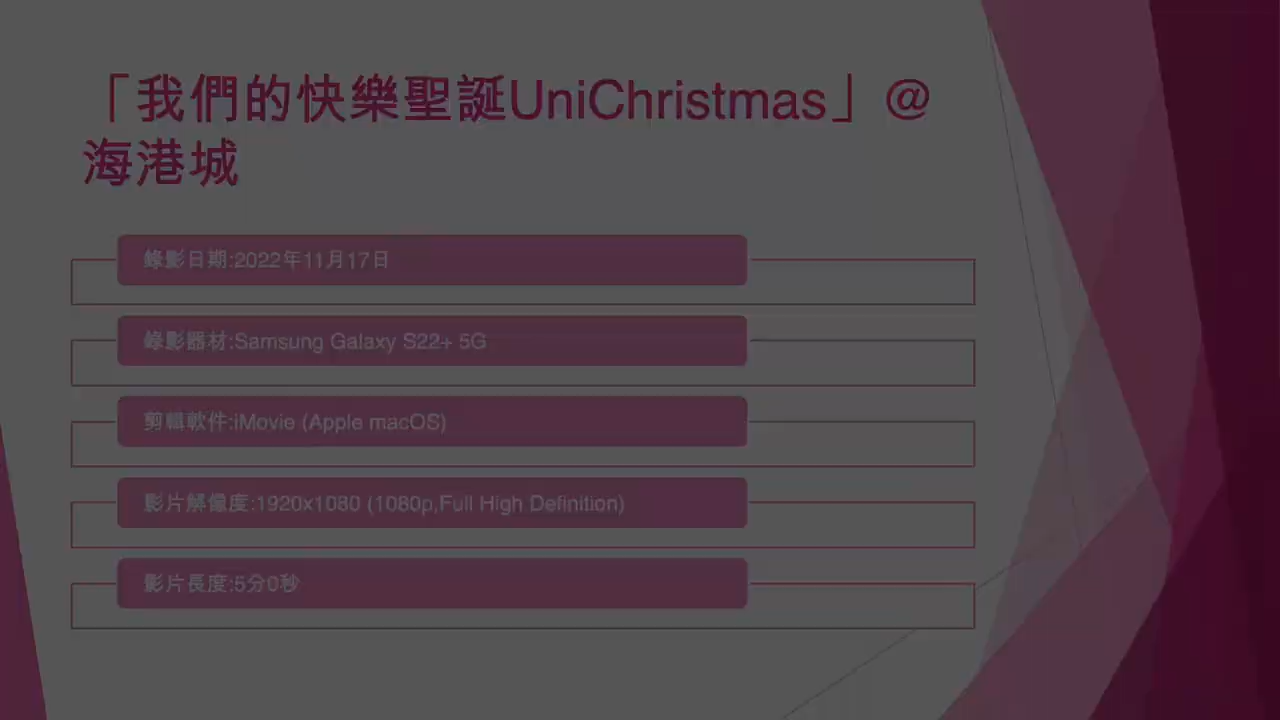 「我們的快樂聖誕UniChristmas」@
海港城
錄影日期:2022年11月17日
錄影器材:Samsung Galaxy S22+ 5G
剪輯軟件:iMovie (Apple macOS)
影片解像度:1920x1080 (1080p,Full High Definition)
影片長度:5分0秒